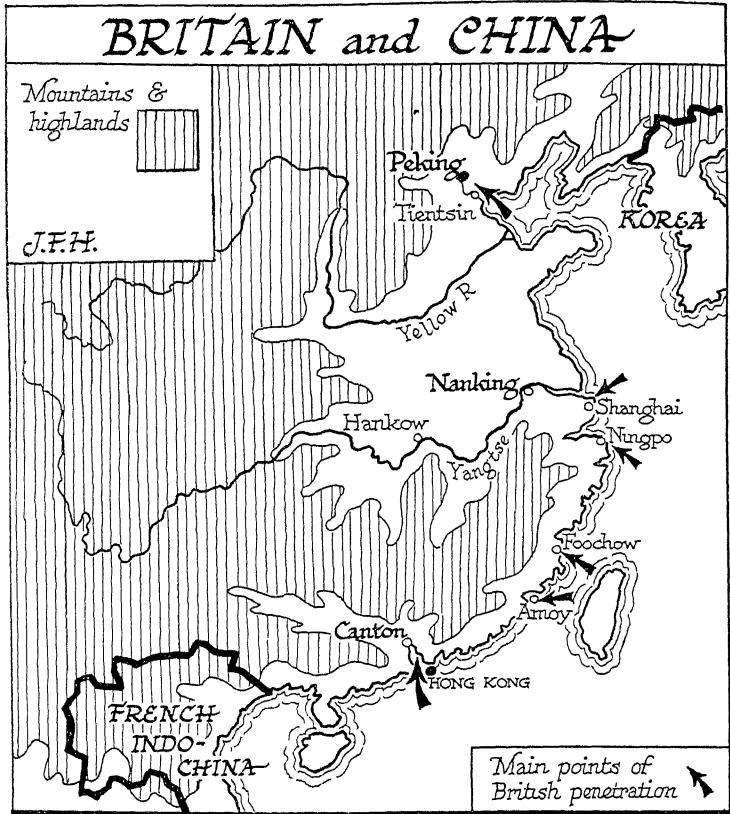 BRITAIN and CHINA
Mountains &
highlands
J.F.H.
Peking
Tientsin
KOREA
Yellow R
Nanking
Shanghai
Hankow
Ningpo
Yangtse
Foochow
Amoy
Canton
HONG KONG
FRENCH
INDO-
CHINA
Main points of
British penetration